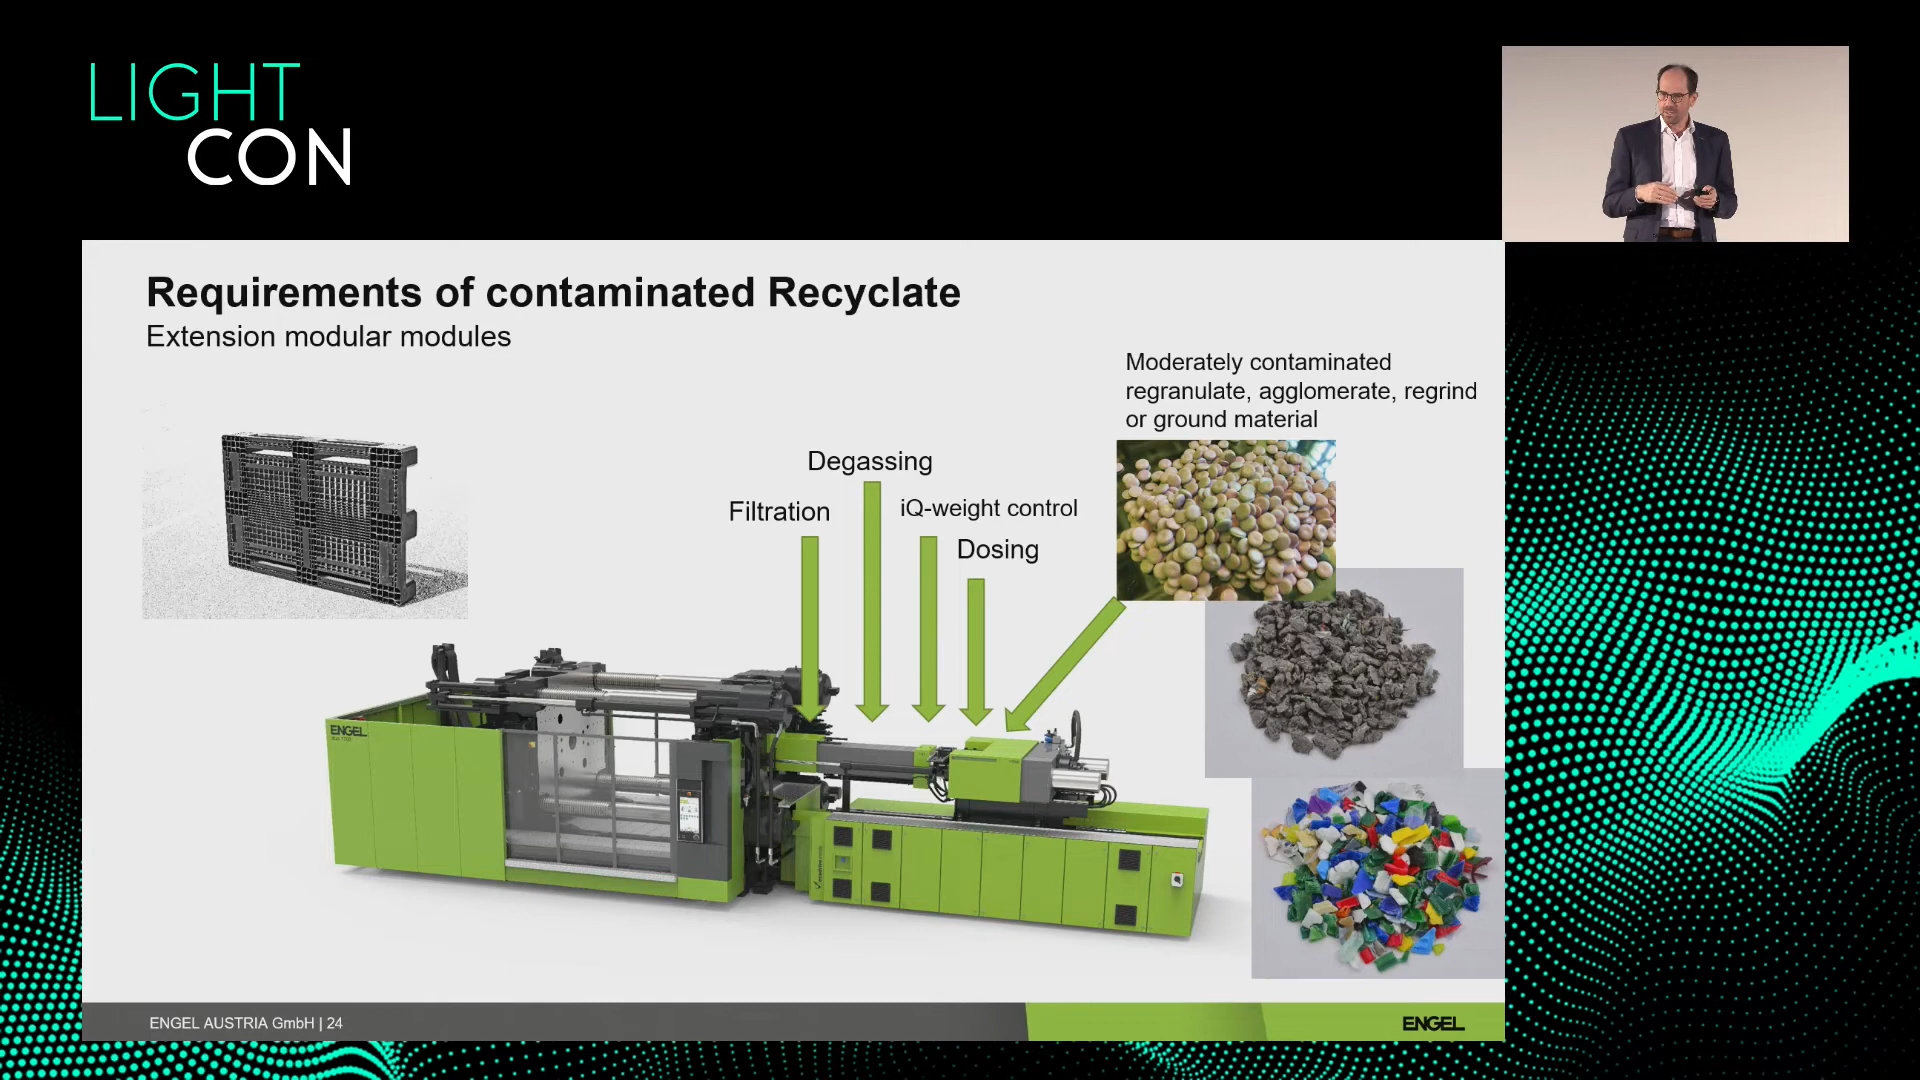 LIGHT
CON
Requirements of contaminated Recyclate
Extension modular modules
Moderately contaminated
regranulate, agglomerate, regrind
or ground material
Degassing
Filtration
iQ-weight control
Dosing
ENGEL
ENGEL AUSTRIA GmbH | 24
ENGEL